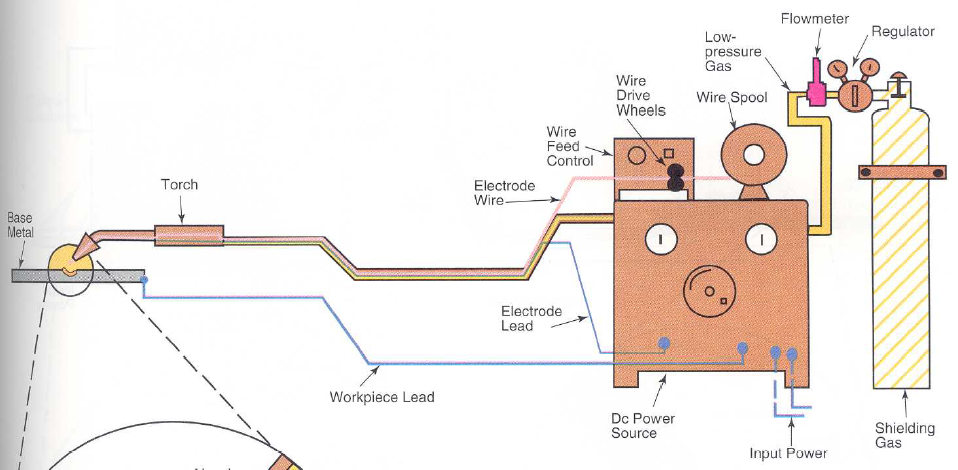 Flowmeter
Regulator
Low-
pressure
Gas
Wire
Drive
Wheels
Wire Spool
Wire
Feed
Control
Electrode
Wire
Torch
Base
Metal
Electrode
Lead
Workpiece Lead
Dc Power
Source
Input Power
Shielding
Gas